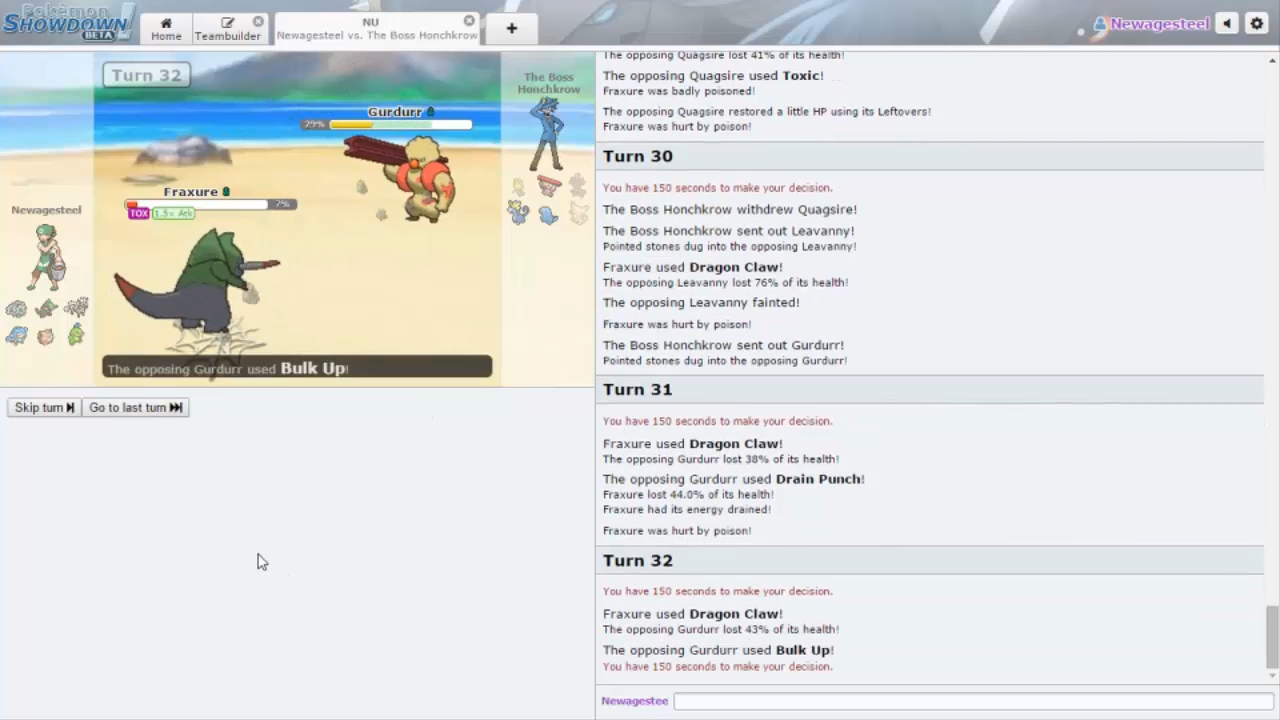 Pokémon
SHOWDOWN!
BETA
Home
Teambuilder
NU
Newagesteel vs. The Boss Honchkrow
+
Newagesteel
Turn 32
The Boss
Honchkrow
Gurdurr
29%
Fraxure
7%
TOX 1.5× Atk
Newagesteel
The opposing Gurdurr used Bulk Up!
Skip turn
Go to last turn
The opposing Quagsire lost 41% of its health!
The opposing Quagsire used Toxic!
Fraxure was badly poisoned!
The opposing Quagsire restored a little HP using its Leftovers!
Fraxure was hurt by poison!
Turn 30
You have 150 seconds to make your decision.
The Boss Honchkrow withdrew Quagsire!
The Boss Honchkrow sent out Leavanny!
Pointed stones dug into the opposing Leavanny!
Fraxure used Dragon Claw!
The opposing Leavanny lost 76% of its health!
The opposing Leavanny fainted!
Fraxure was hurt by poison!
The Boss Honchkrow sent out Gurdurr!
Pointed stones dug into the opposing Gurdurr!
Turn 31
You have 150 seconds to make your decision.
Fraxure used Dragon Claw!
The opposing Gurdurr lost 38% of its health!
The opposing Gurdurr used Drain Punch!
Fraxure lost 44.0% of its health!
Fraxure had its energy drained!
Fraxure was hurt by poison!
Turn 32
You have 150 seconds to make your decision.
Fraxure used Dragon Claw!
The opposing Gurdurr lost 43% of its health!
The opposing Gurdurr used Bulk Up!
You have 150 seconds to make your decision.
Newagestee